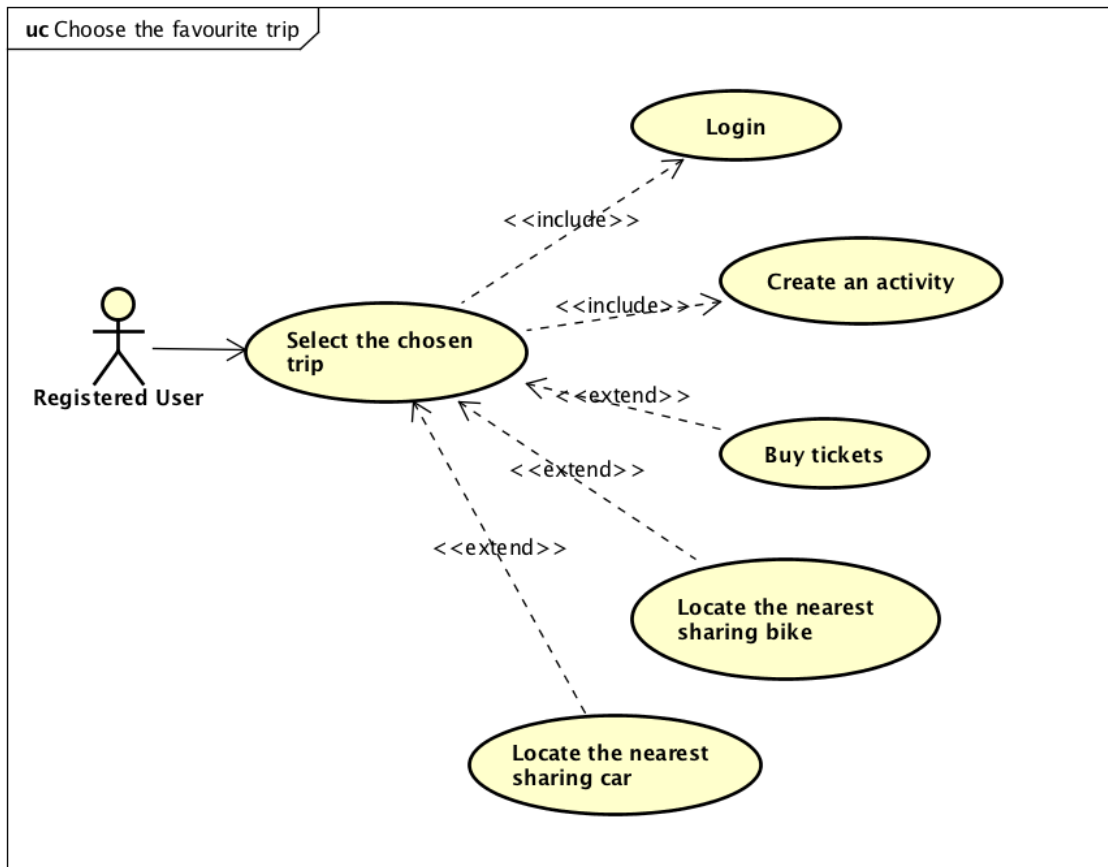 uc Choose the favourite trip
Login
<<include>>
Create an activity
<<include>>
Select the chosen
trip
Registered User
<<extend>>
Buy tickets
<<extend>>
<<extend>>
Locate the nearest
sharing bike
Locate the nearest
sharing car